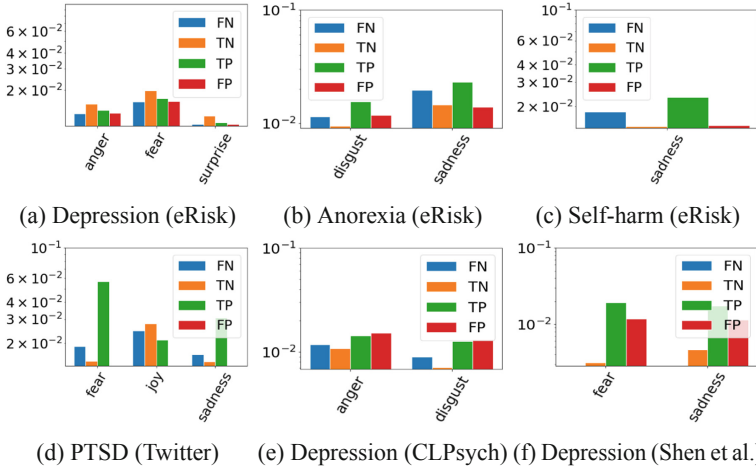 6 × 10⁻²
4 × 10⁻²
3 × 10⁻²
2 × 10⁻²
FN
TN
TP
FP
anger
fear
surprise
(a) Depression (eRisk)
10⁻¹
10⁻²
FN
TN
TP
FP
disgust
sadness
(b) Anorexia (eRisk)
10⁻¹
6 × 10⁻²
4 × 10⁻²
3 × 10⁻²
2 × 10⁻²
FN
TN
TP
FP
sadness
(c) Self-harm (eRisk)
10⁻¹
6 × 10⁻²
4 × 10⁻²
3 × 10⁻²
2 × 10⁻²
FN
TN
TP
FP
fear
joy
sadness
(d) PTSD (Twitter)
10⁻¹
10⁻²
FN
TN
TP
FP
anger
disgust
(e) Depression (CLPsych)
10⁻¹
10⁻²
FN
TN
TP
FP
fear
sadness
(f) Depression (Shen et al.